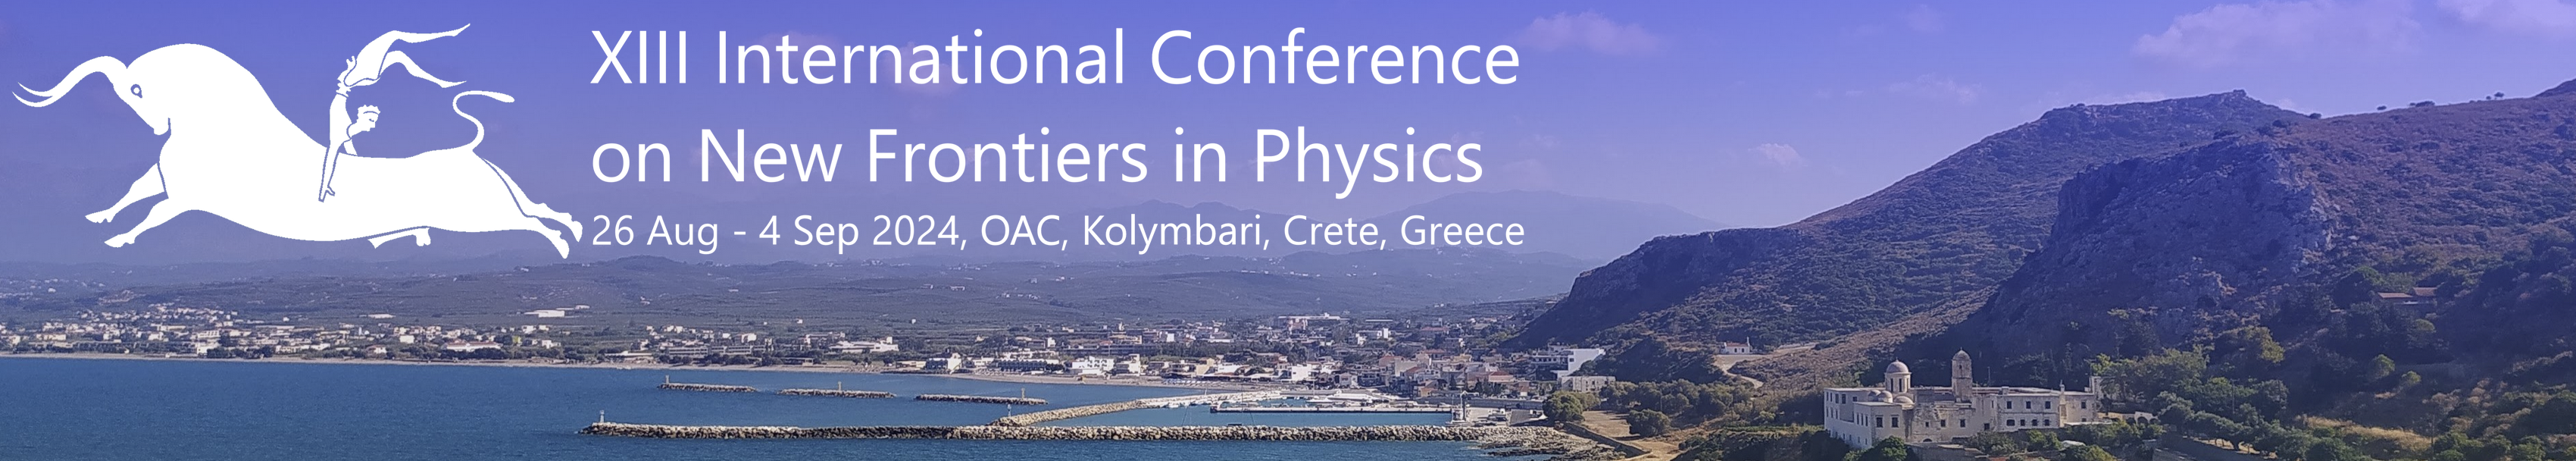 XIII International Conference
on New Frontiers in Physics
26 Aug - 4 Sep 2024, OAC, Kolymbari, Crete, Greece